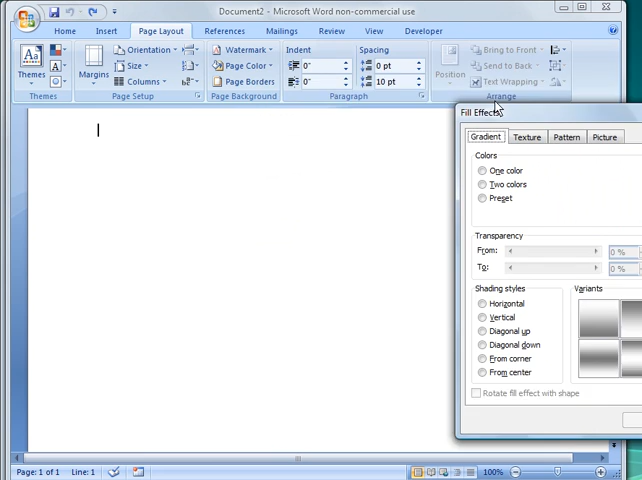 Document2 - Microsoft Word non-commercial use
Home Insert Page Layout References Mailings Review View Developer
Themes
Themes
Margins
Orientation
Size
Columns
Page Setup
Watermark
Page Color
Page Borders
Page Background
Indent
0"
0"
Spacing
0 pt
10 pt
Paragraph
Position
Bring to Front
Send to Back
Text Wrapping
Arrange
Fill Effects
Gradient Texture Pattern Picture
Colors
One color
Two colors
Preset
Transparency
From: 0 %
To: 0 %
Shading styles
Horizontal
Vertical
Diagonal up
Diagonal down
From corner
From center
Variants
Rotate fill effect with shape
Page: 1 of 1 Line: 1 100%